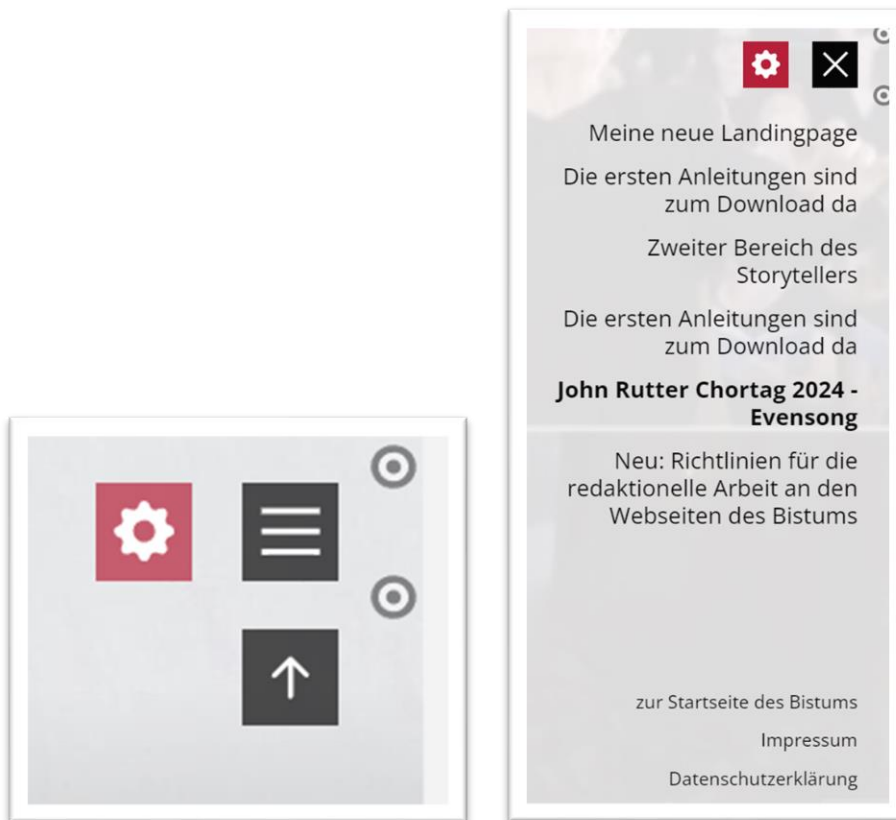 Meine neue Landingpage
Die ersten Anleitungen sind
zum Download da
Zweiter Bereich des
Storytellers
Die ersten Anleitungen sind
zum Download da
John Rutter Chortag 2024 -
Evensong
Neu: Richtlinien für die
redaktionelle Arbeit an den
Webseiten des Bistums
zur Startseite des Bistums
Impressum
Datenschutzerklärung